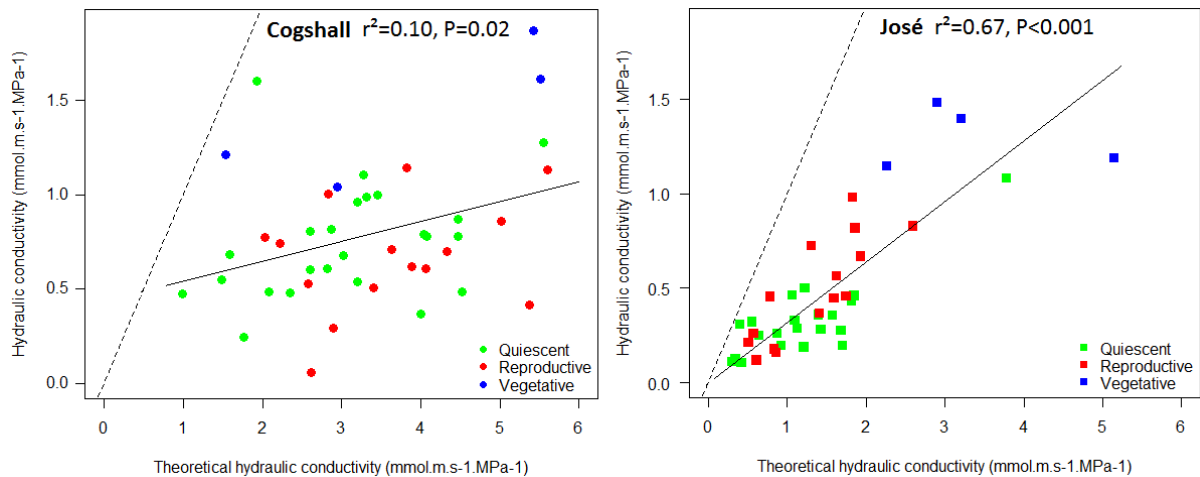 Cogshall r²=0.10, P=0.02
Hydraulic conductivity (mmol.m.s-1.MPa-1)
1.5
1.0
0.5
0.0
Quiescent
Reproductive
Vegetative
0 1 2 3 4 5 6
Theoretical hydraulic conductivity (mmol.m.s-1.MPa-1)
José r²=0.67, P<0.001
Hydraulic conductivity (mmol.m.s-1.MPa-1)
1.5
1.0
0.5
0.0
Quiescent
Reproductive
Vegetative
0 1 2 3 4 5 6
Theoretical hydraulic conductivity (mmol.m.s-1.MPa-1)